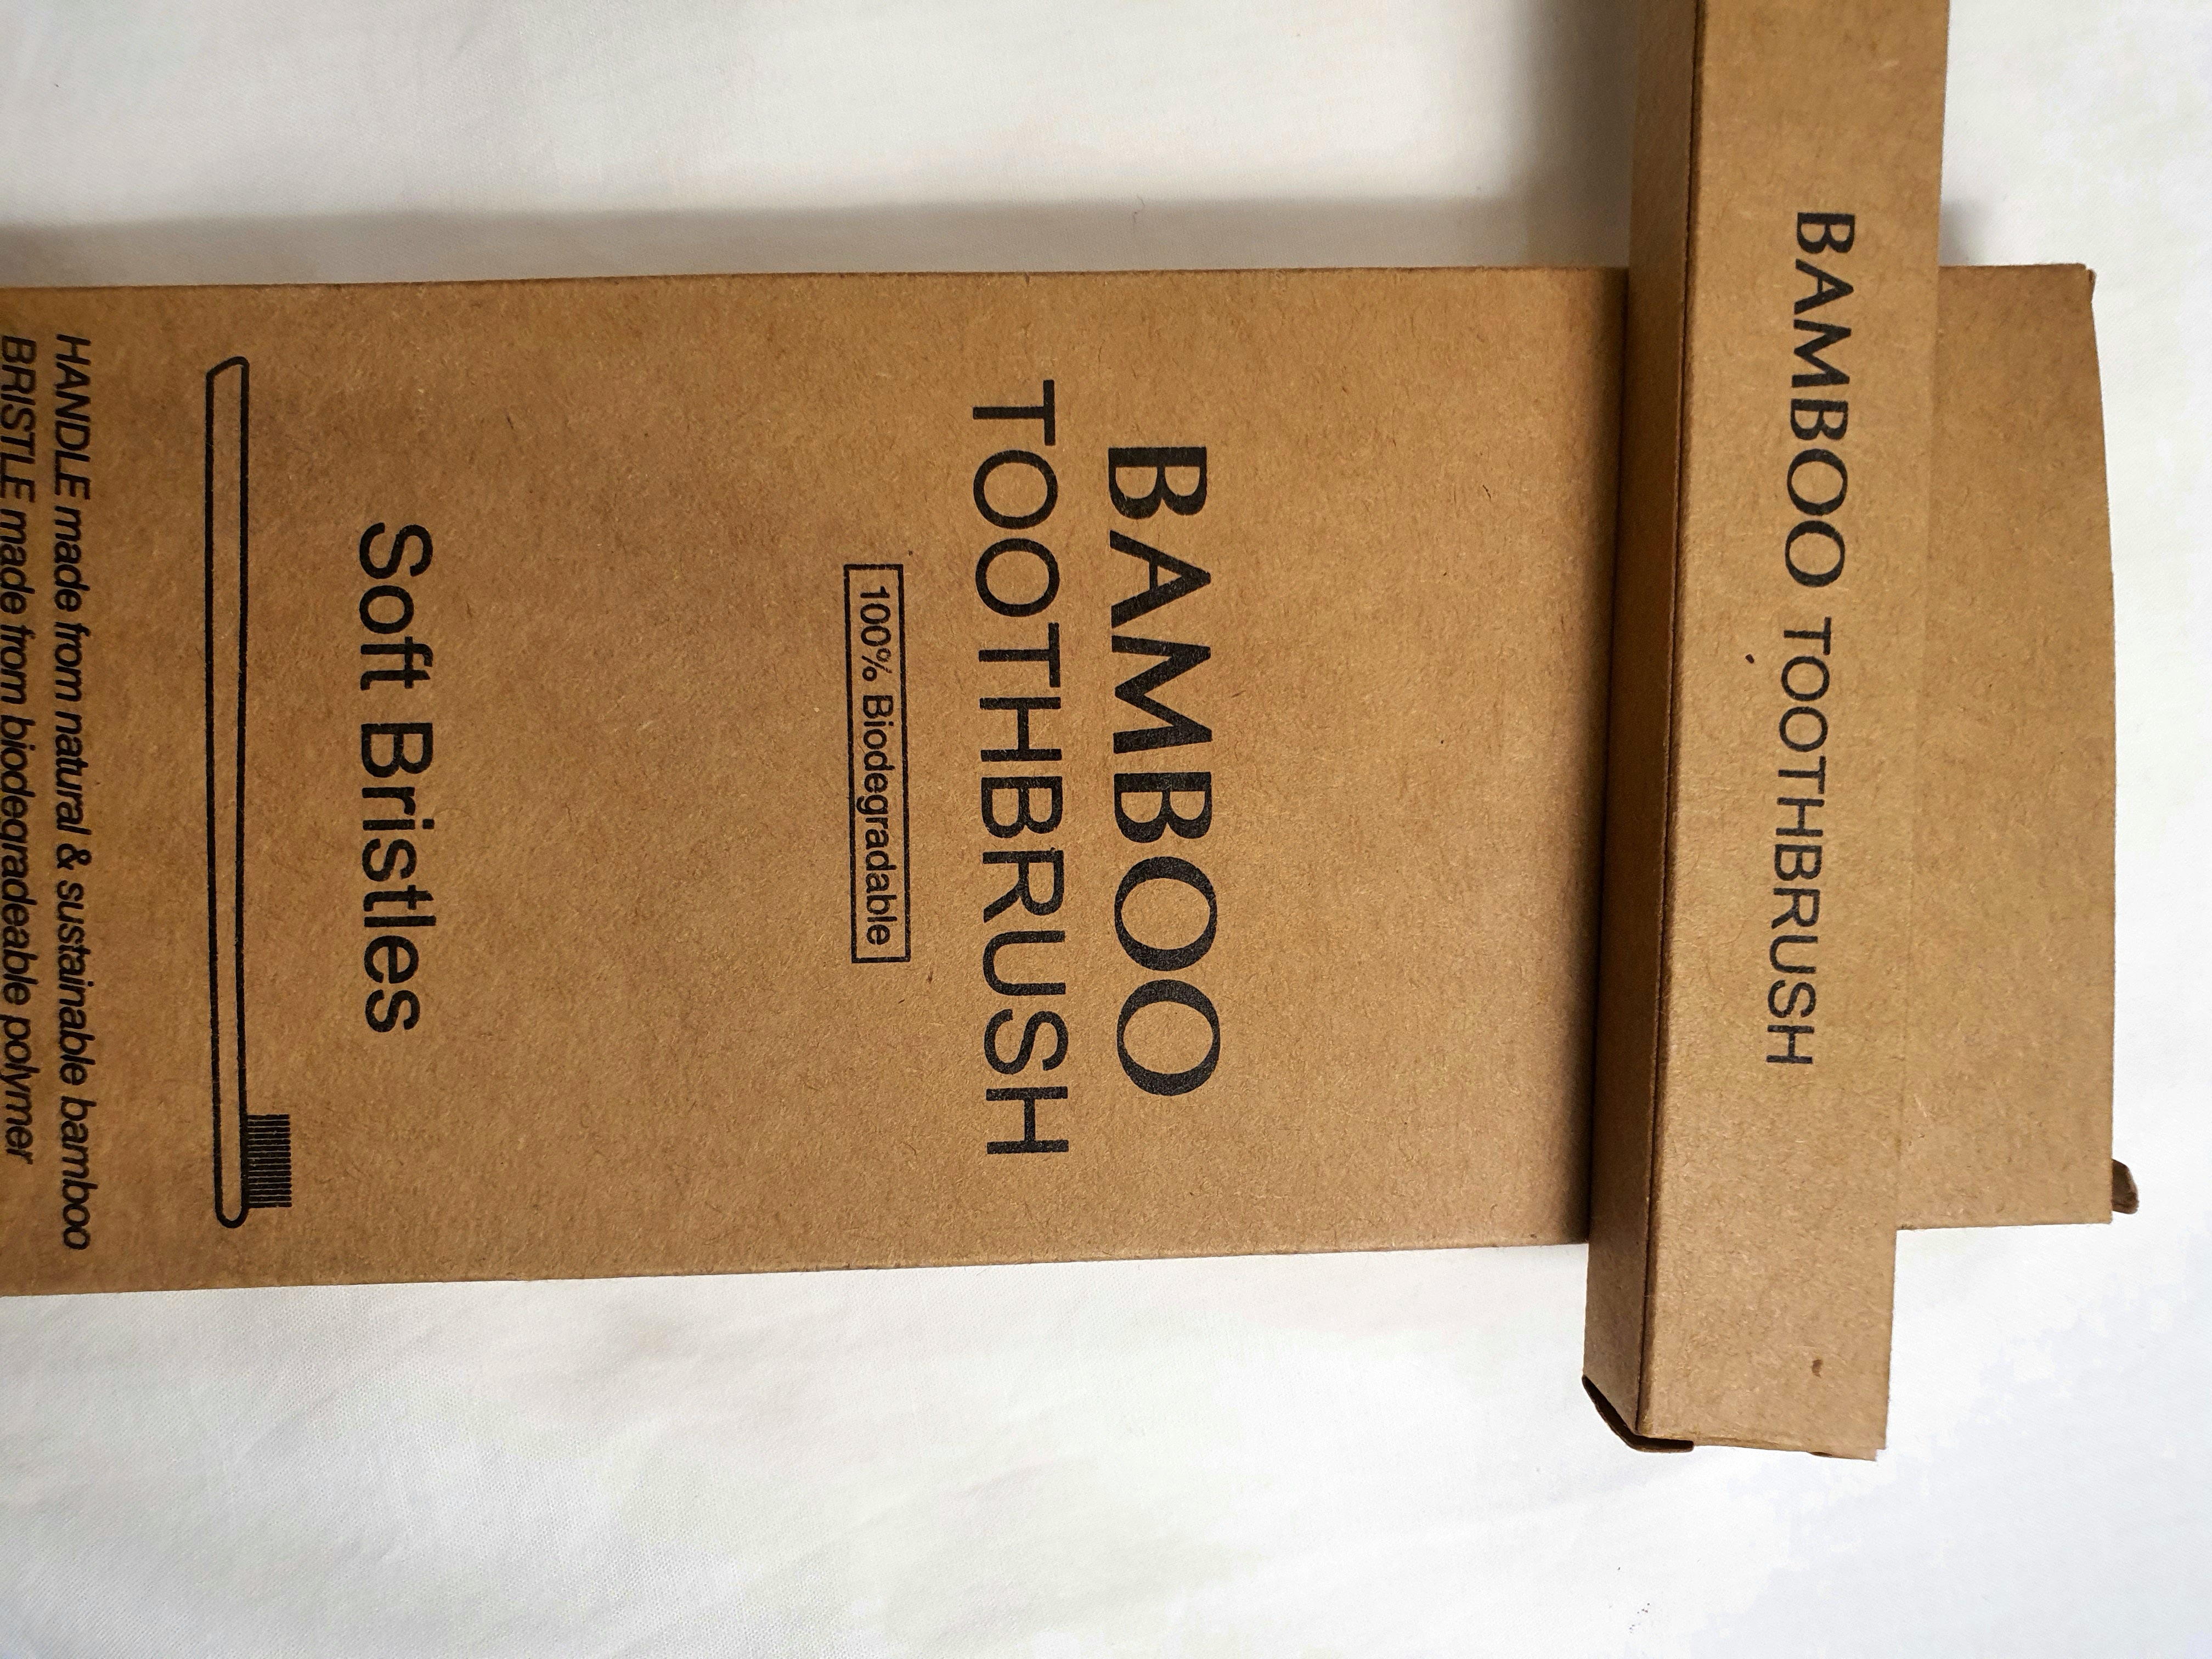 BAMBOO TOOTHBRUSH
BAMBOO
TOOTHBRUSH
100% Biodegradable
Soft Bristles
HANDLE made from natural & sustainable bamboo
BRISTLE made from biodegradeable polymer